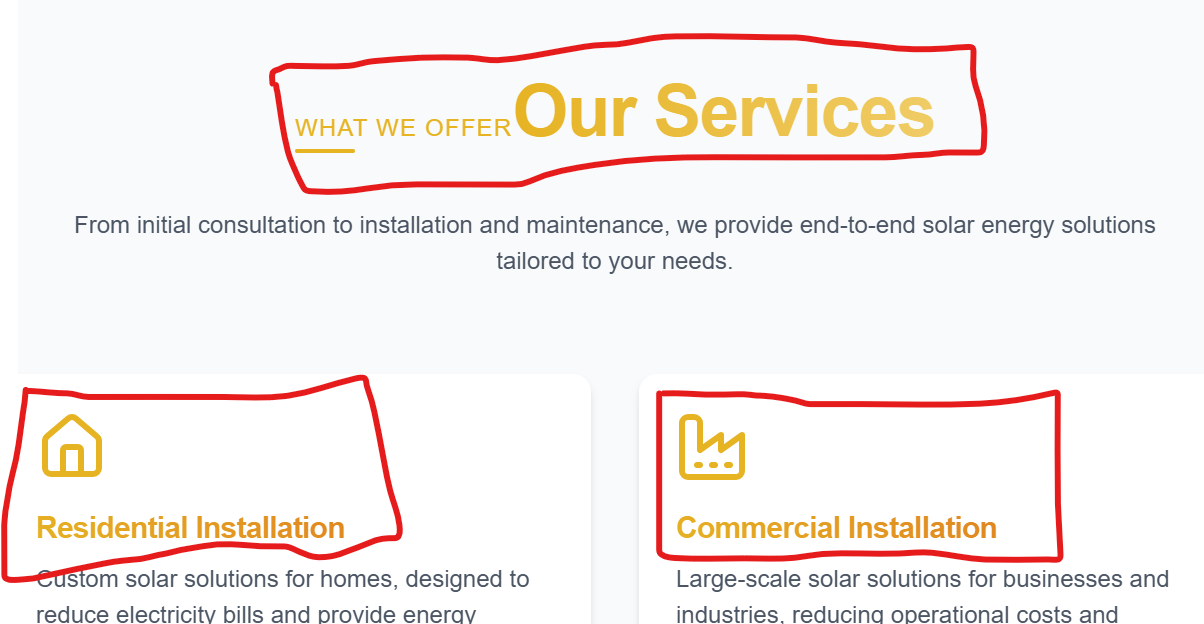 WHAT WE OFFER Our Services
From initial consultation to installation and maintenance, we provide end-to-end solar energy solutions
tailored to your needs.
Residential Installation
Custom solar solutions for homes, designed to
reduce electricity bills and provide energy
Commercial Installation
Large-scale solar solutions for businesses and
industries, reducing operational costs and